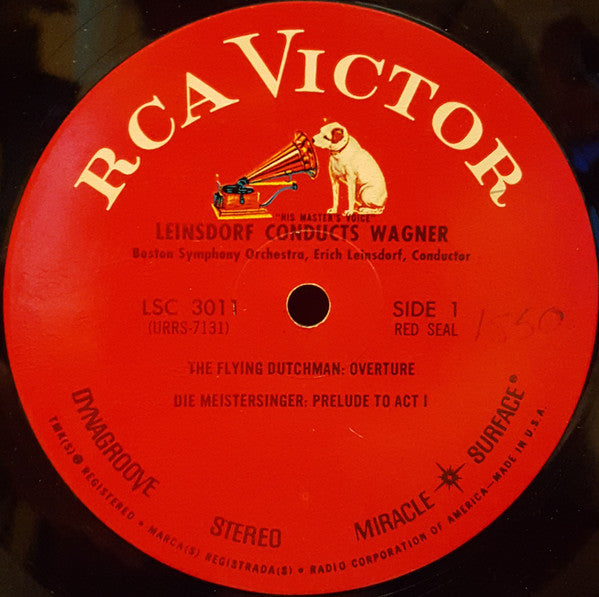 RCA VICTOR
"HIS MASTER'S VOICE"
LEINSDORF CONDUCTS WAGNER
Boston Symphony Orchestra, Erich Leinsdorf, Conductor
LSC 3011
(URRS-7131)
SIDE 1
RED SEAL
1550
THE FLYING DUTCHMAN: OVERTURE
DIE MEISTERSINGER: PRELUDE TO ACT I
DYNAGROOVE
STEREO
MIRACLE SURFACE®
TMK(S) ® REGISTERED • MARCA(S) REGISTRADA(S) • RADIO CORPORATION OF AMERICA—MADE IN U.S.A.